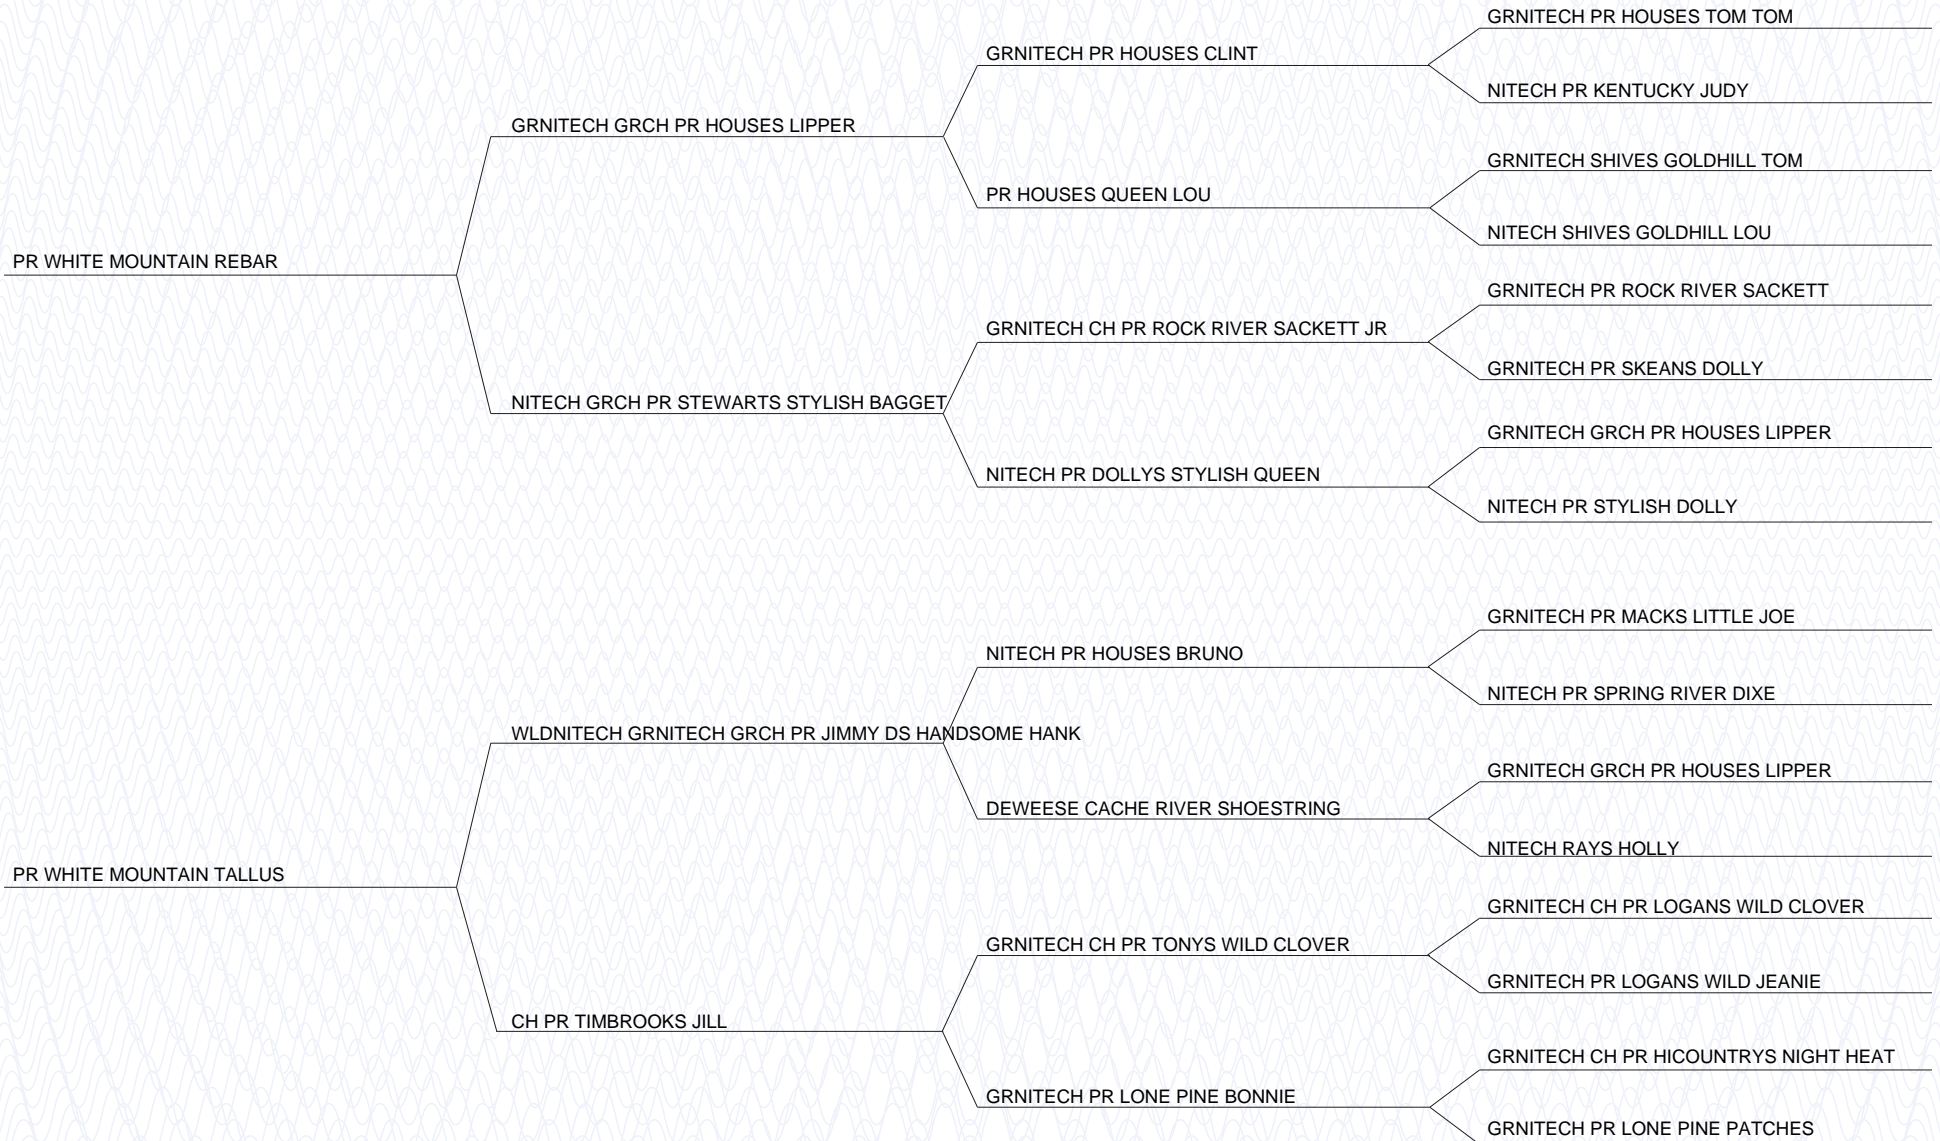 GRNITECH PR HOUSES TOM TOM
GRNITECH PR HOUSES CLINT
NITECH PR KENTUCKY JUDY
GRNITECH GRCH PR HOUSES LIPPER
GRNITECH SHIVES GOLDHILL TOM
PR HOUSES QUEEN LOU
NITECH SHIVES GOLDHILL LOU
PR WHITE MOUNTAIN REBAR
GRNITECH PR ROCK RIVER SACKETT
GRNITECH CH PR ROCK RIVER SACKETT JR
GRNITECH PR SKEANS DOLLY
NITECH GRCH PR STEWARTS STYLISH BAGGET
GRNITECH GRCH PR HOUSES LIPPER
NITECH PR DOLLYS STYLISH QUEEN
NITECH PR STYLISH DOLLY
GRNITECH PR MACKS LITTLE JOE
NITECH PR HOUSES BRUNO
NITECH PR SPRING RIVER DIXE
WLDNITECH GRNITECH GRCH PR JIMMY DS HANDSOME HANK
GRNITECH GRCH PR HOUSES LIPPER
DEWEESE CACHE RIVER SHOESTRING
NITECH RAYS HOLLY
PR WHITE MOUNTAIN TALLUS
GRNITECH CH PR LOGANS WILD CLOVER
GRNITECH CH PR TONYS WILD CLOVER
GRNITECH PR LOGANS WILD JEANIE
CH PR TIMBROOKS JILL
GRNITECH CH PR HICOUNTRYS NIGHT HEAT
GRNITECH PR LONE PINE BONNIE
GRNITECH PR LONE PINE PATCHES